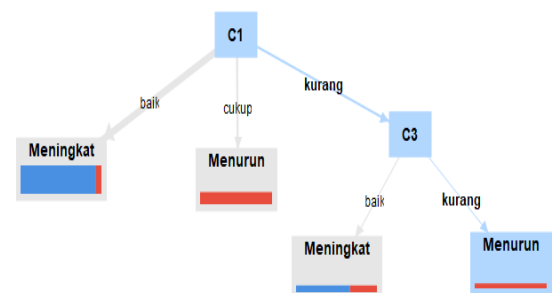 C1
baik
cukup
kurang
Meningkat
Menurun
C3
baik
kurang
Meningkat
Menurun